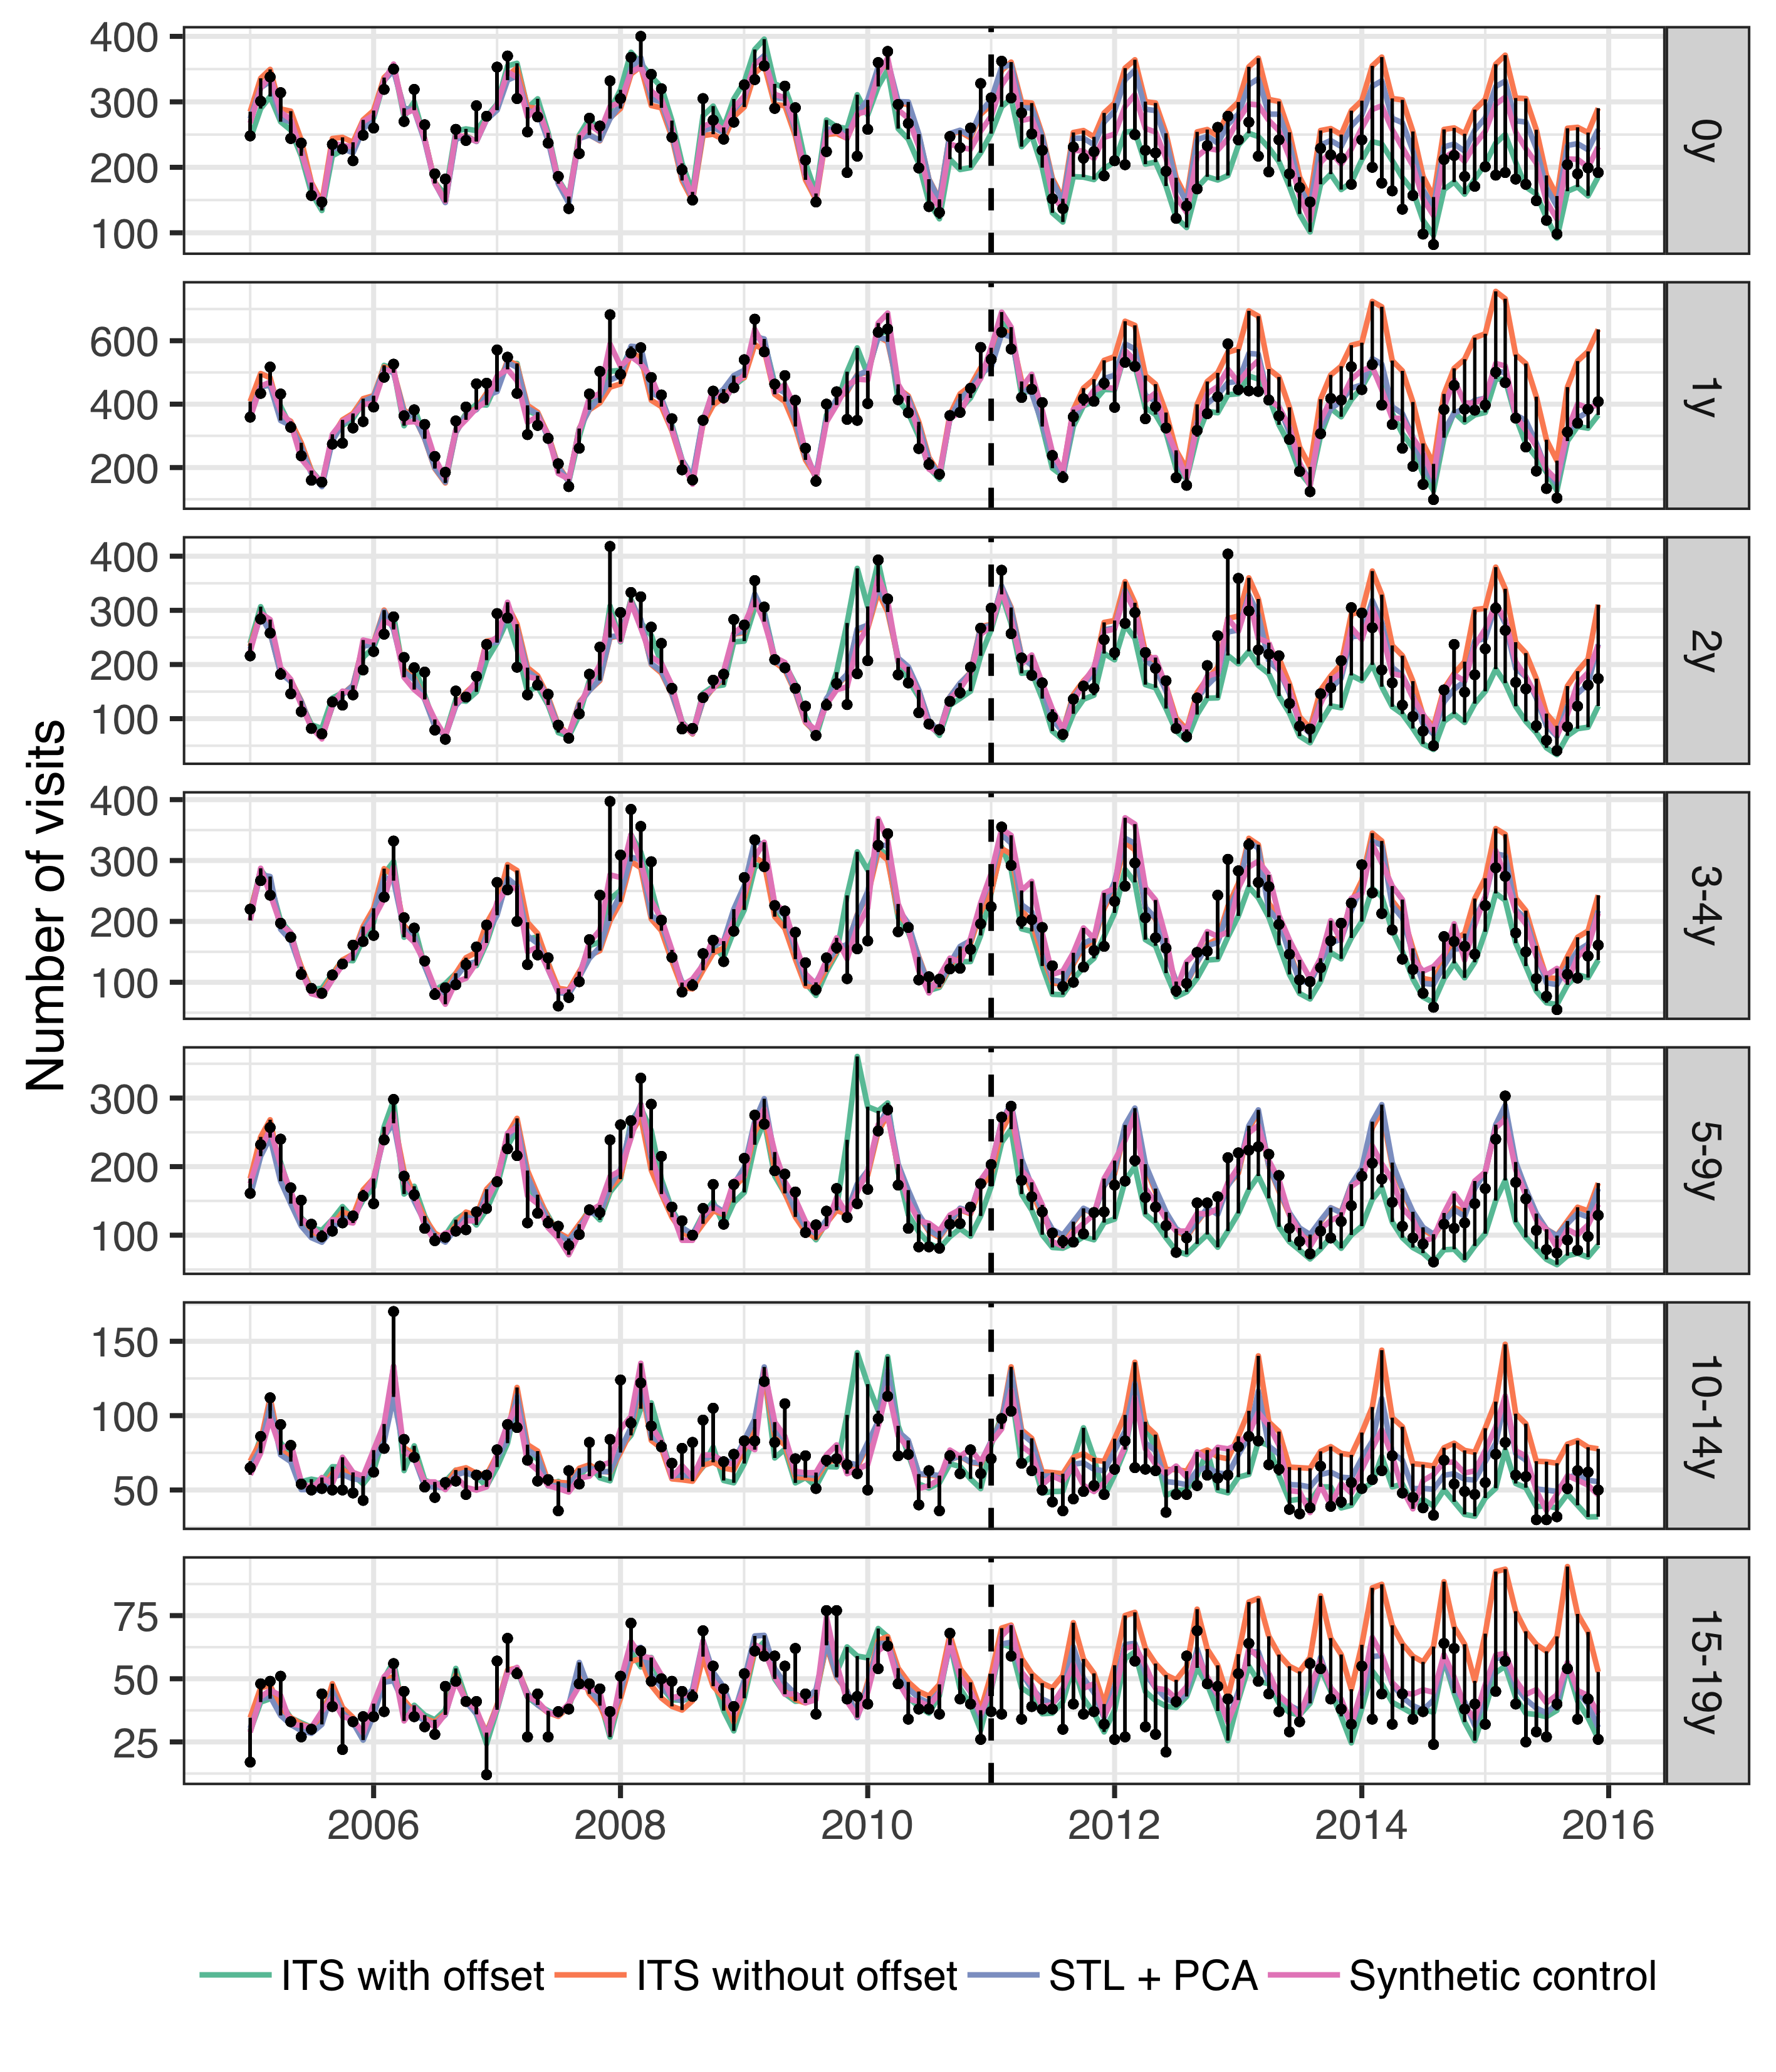 Number of visits
400
300
200
100
0y
600
400
200
1y
400
300
200
100
2y
400
300
200
100
3-4y
300
200
100
5-9y
150
100
50
10-14y
75
50
25
15-19y
2006 2008 2010 2012 2014 2016
ITS with offset ITS without offset STL + PCA Synthetic control